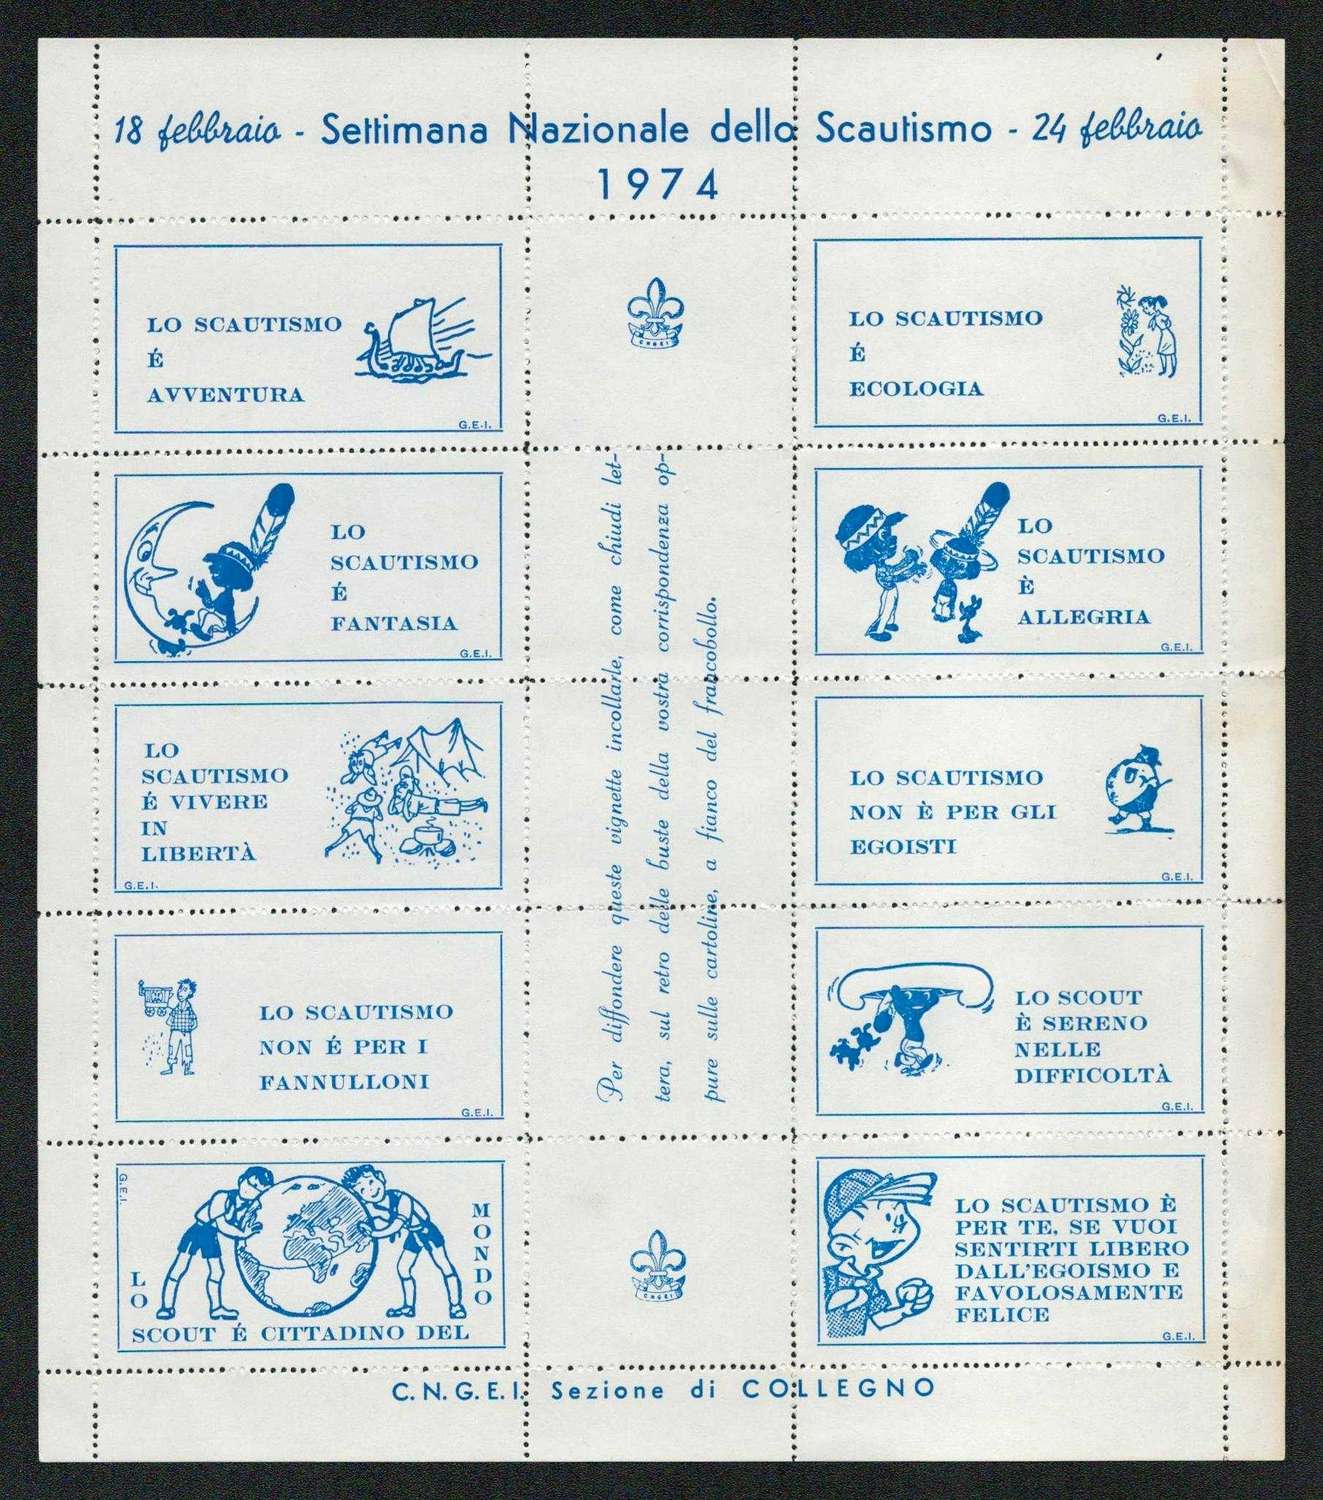 18 febbraio - Settimana Nazionale dello Scautismo - 24 febbraio
1974
LO SCAUTISMO
É
AVVENTURA
G.E.I.
C N G E I
LO SCAUTISMO
É
ECOLOGIA
G.E.I.
LO
SCAUTISMO
É
FANTASIA
G.E.I.
LO
SCAUTISMO
È
ALLEGRIA
G.E.I.
Per diffondere queste vignette incollarle, come chiudi let-
tera, sul retro delle buste della vostra corrispondenza op-
pure sulle cartoline, a fianco del francobollo.
LO
SCAUTISMO
É VIVERE
IN
LIBERTÀ
G.E.I.
LO SCAUTISMO
NON È PER GLI
EGOISTI
G.E.I.
LO SCAUTISMO
NON É PER I
FANNULLONI
G.E.I.
LO SCOUT
È SERENO
NELLE
DIFFICOLTÀ
G.E.I.
G.E.I.
LO
SCOUT É CITTADINO DEL
MONDO
C N G E I
LO SCAUTISMO È
PER TE, SE VUOI
SENTIRTI LIBERO
DALL'EGOISMO E
FAVOLOSAMENTE
FELICE
G.E.I.
C.N.G.E.I. Sezione di COLLEGNO